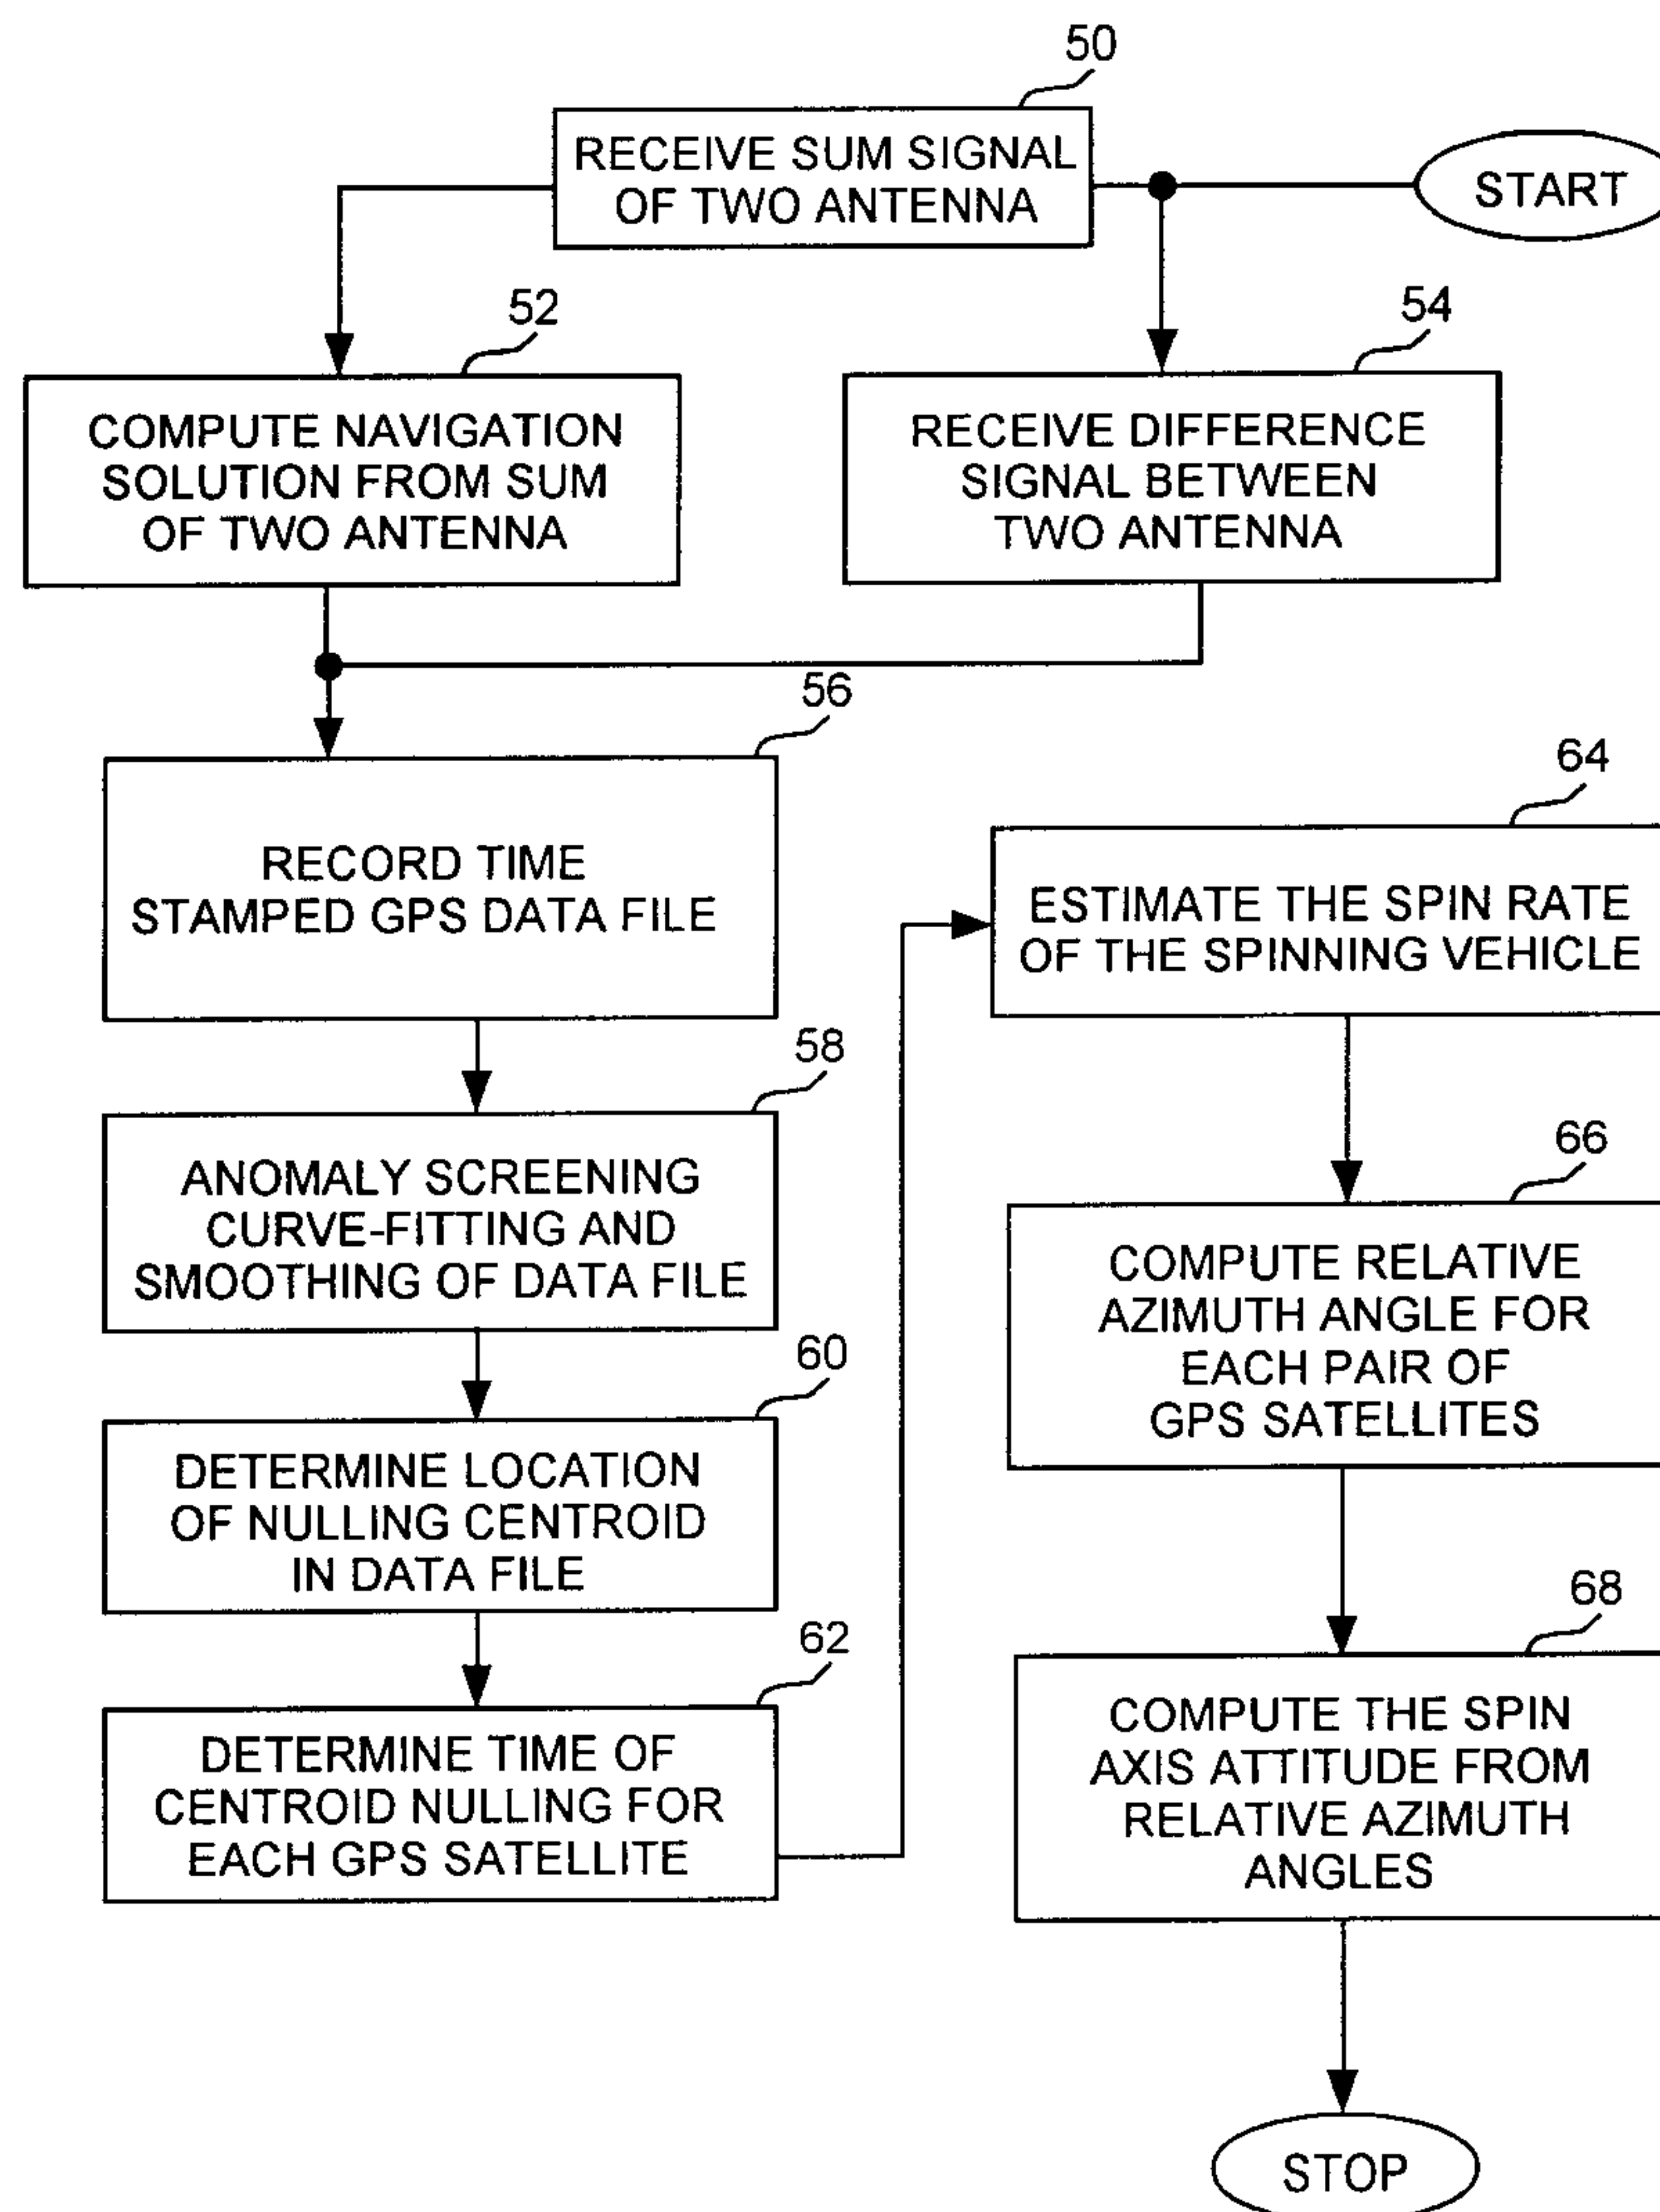 50
RECEIVE SUM SIGNAL
OF TWO ANTENNA
START
52
COMPUTE NAVIGATION
SOLUTION FROM SUM
OF TWO ANTENNA
54
RECEIVE DIFFERENCE
SIGNAL BETWEEN
TWO ANTENNA
56
RECORD TIME
STAMPED GPS DATA FILE
58
ANOMALY SCREENING
CURVE-FITTING AND
SMOOTHING OF DATA FILE
60
DETERMINE LOCATION
OF NULLING CENTROID
IN DATA FILE
62
DETERMINE TIME OF
CENTROID NULLING FOR
EACH GPS SATELLITE
64
ESTIMATE THE SPIN RATE
OF THE SPINNING VEHICLE
66
COMPUTE RELATIVE
AZIMUTH ANGLE FOR
EACH PAIR OF
GPS SATELLITES
68
COMPUTE THE SPIN
AXIS ATTITUDE FROM
RELATIVE AZIMUTH
ANGLES
STOP